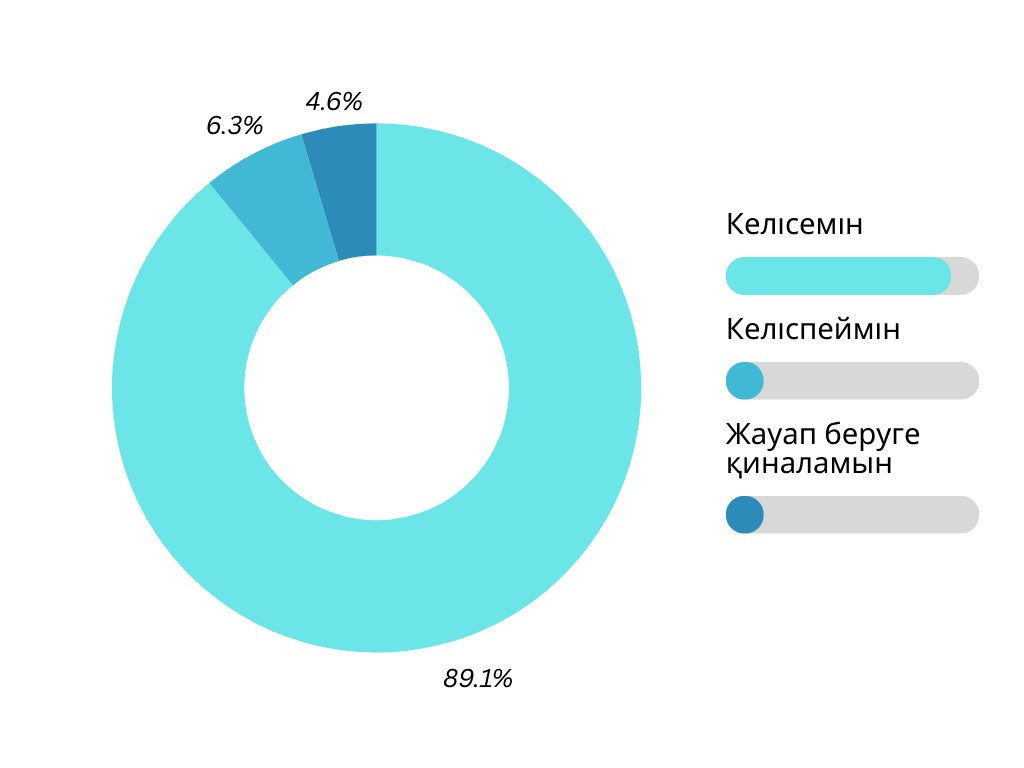 4.6%
6.3%
Келісемін
Келіспеймін
Жауап беруге
қиналамын
89.1%